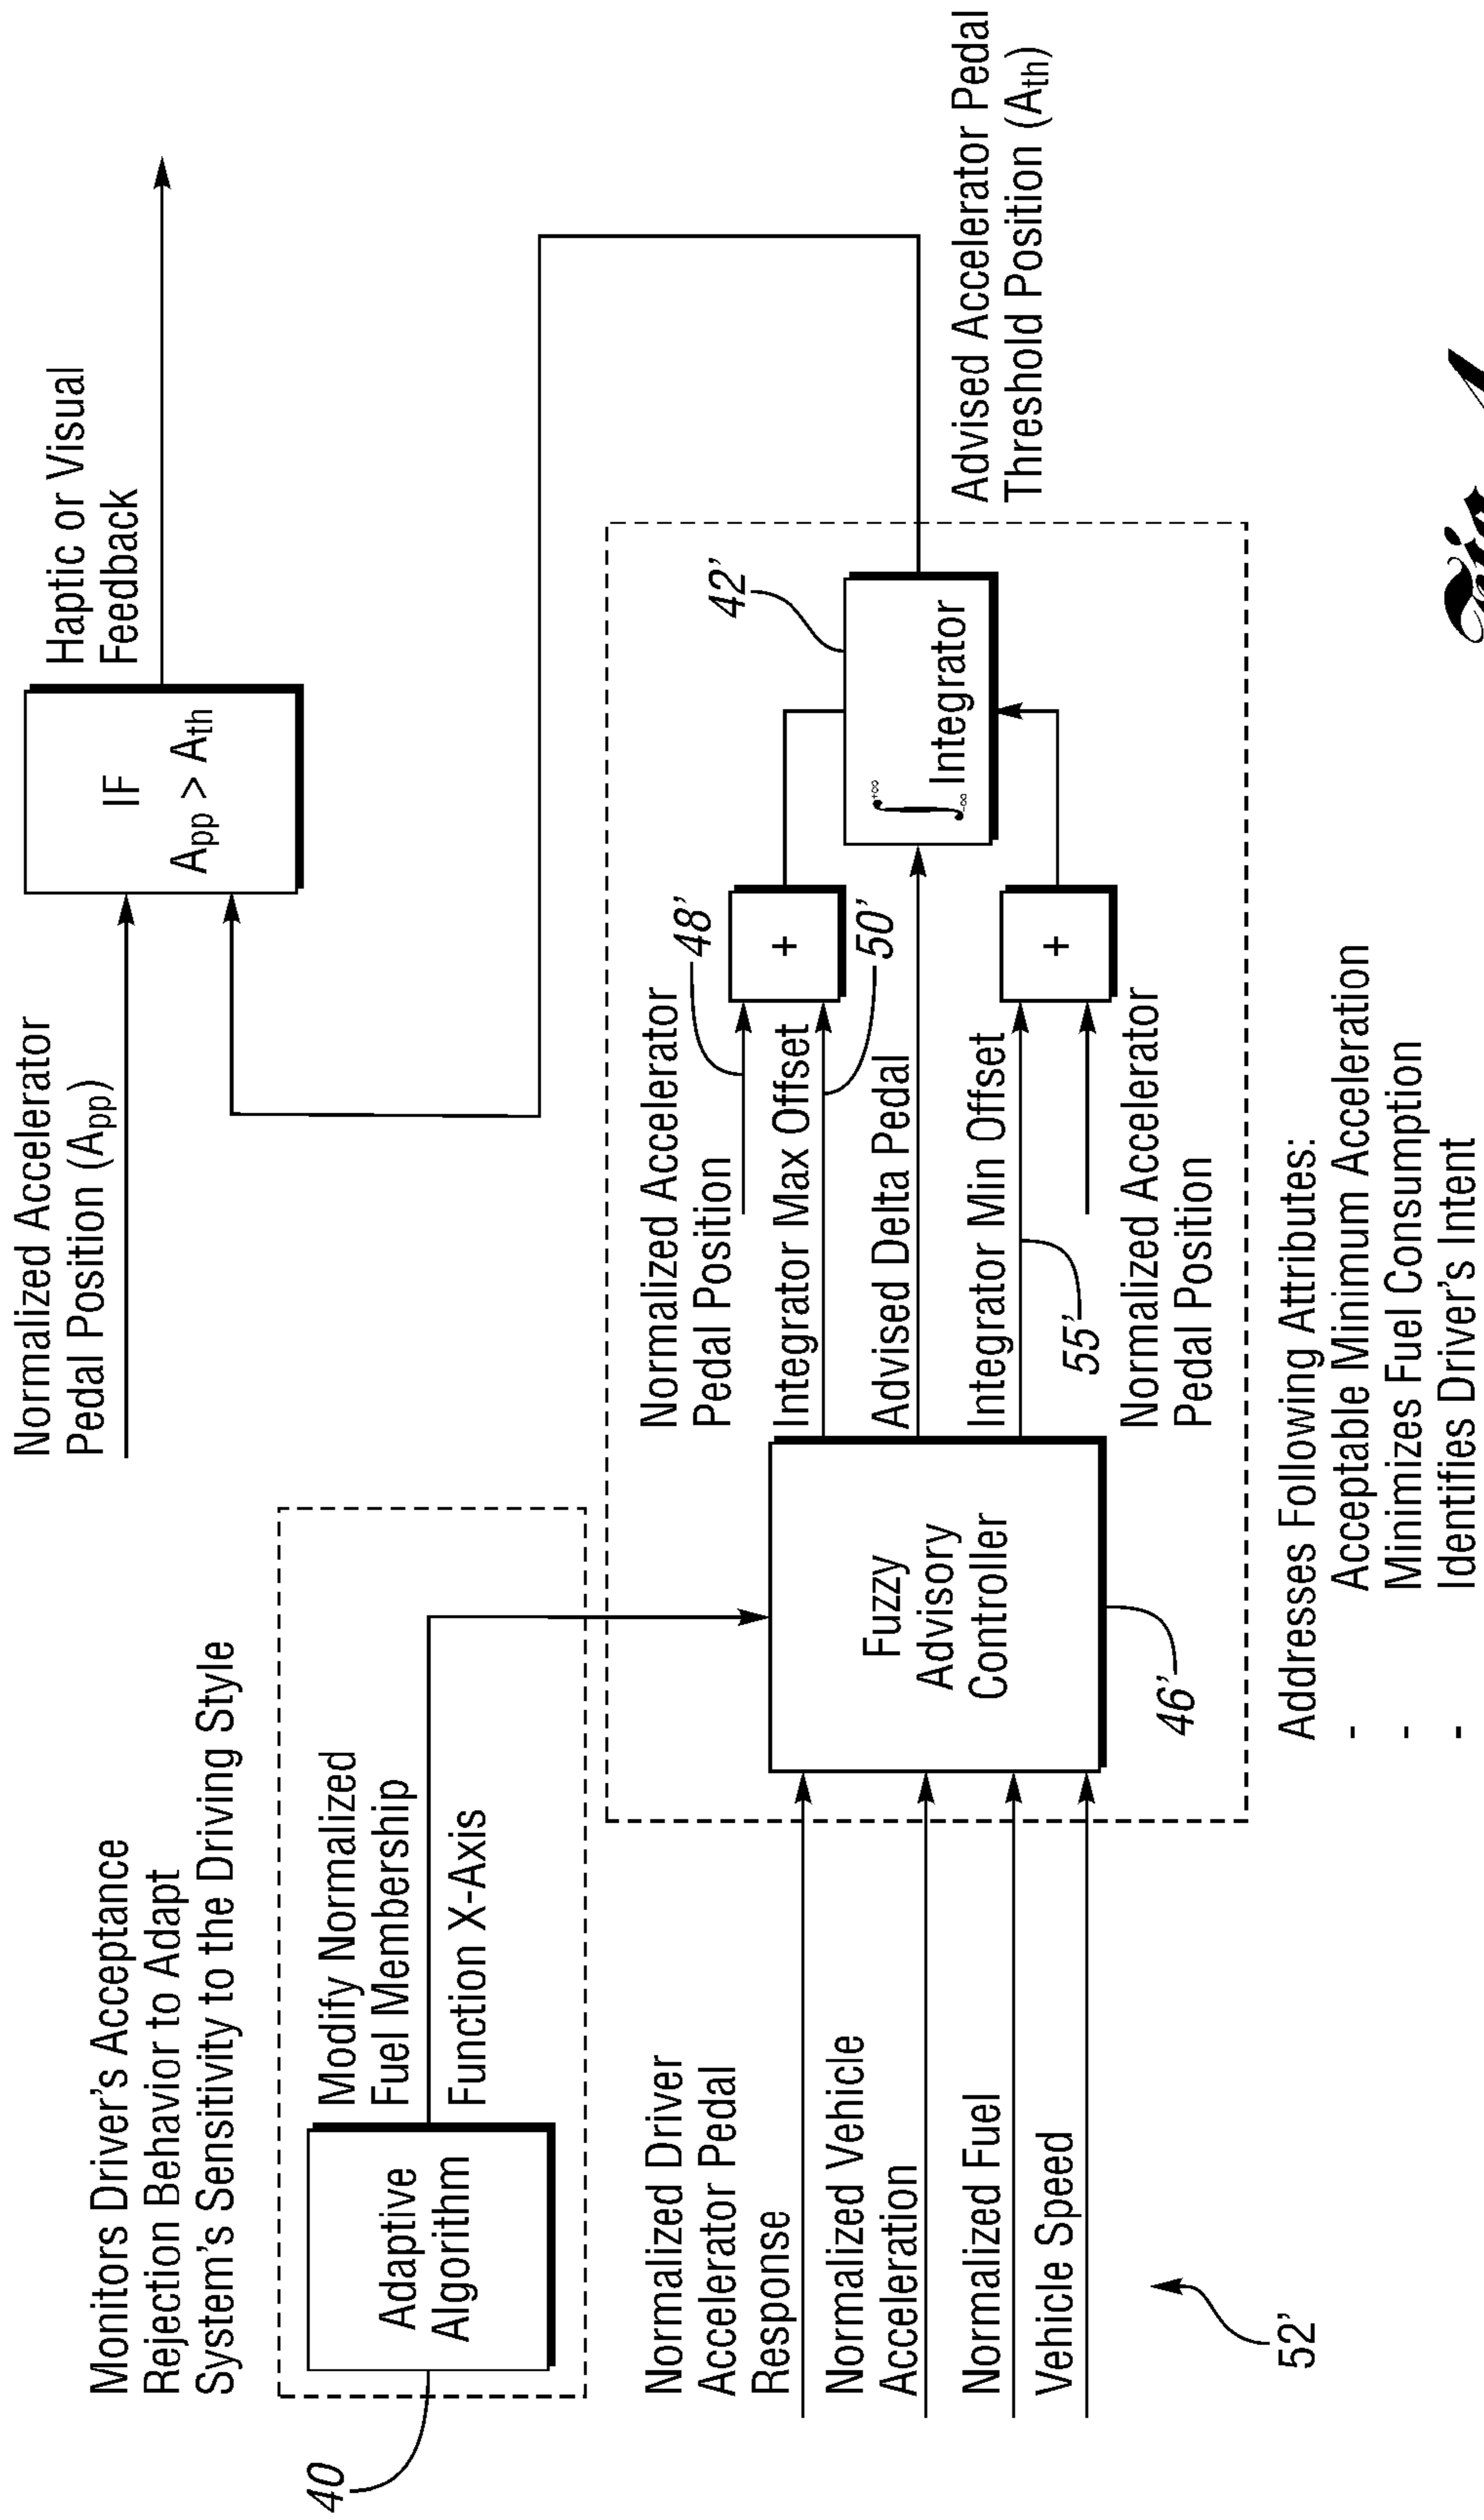 Normalized Accelerator
Pedal Position (App)
IF
App > Ath
Haptic or Visual
Feedback
Monitors Driver's Acceptance
Rejection Behavior to Adapt
System's Sensitivity to the Driving Style
40
Adaptive
Algorithm
Modify Normalized
Fuel Membership
Function X-Axis
Normalized Driver
Accelerator Pedal
Response
Normalized Vehicle
Acceleration
Normalized Fuel
Vehicle Speed
52'
Fuzzy
Advisory
Controller
46'
Normalized Accelerator
Pedal Position
48'
Integrator Max Offset
50'
Advised Delta Pedal
Integrator Min Offset
55'
Normalized Accelerator
Pedal Position
+
+
42'
∫
+∞
-∞
Integrator
Advised Accelerator Pedal
Threshold Position (Ath)
Addresses Following Attributes:
- Acceptable Minimum Acceleration
- Minimizes Fuel Consumption
- Identifies Driver's Intent